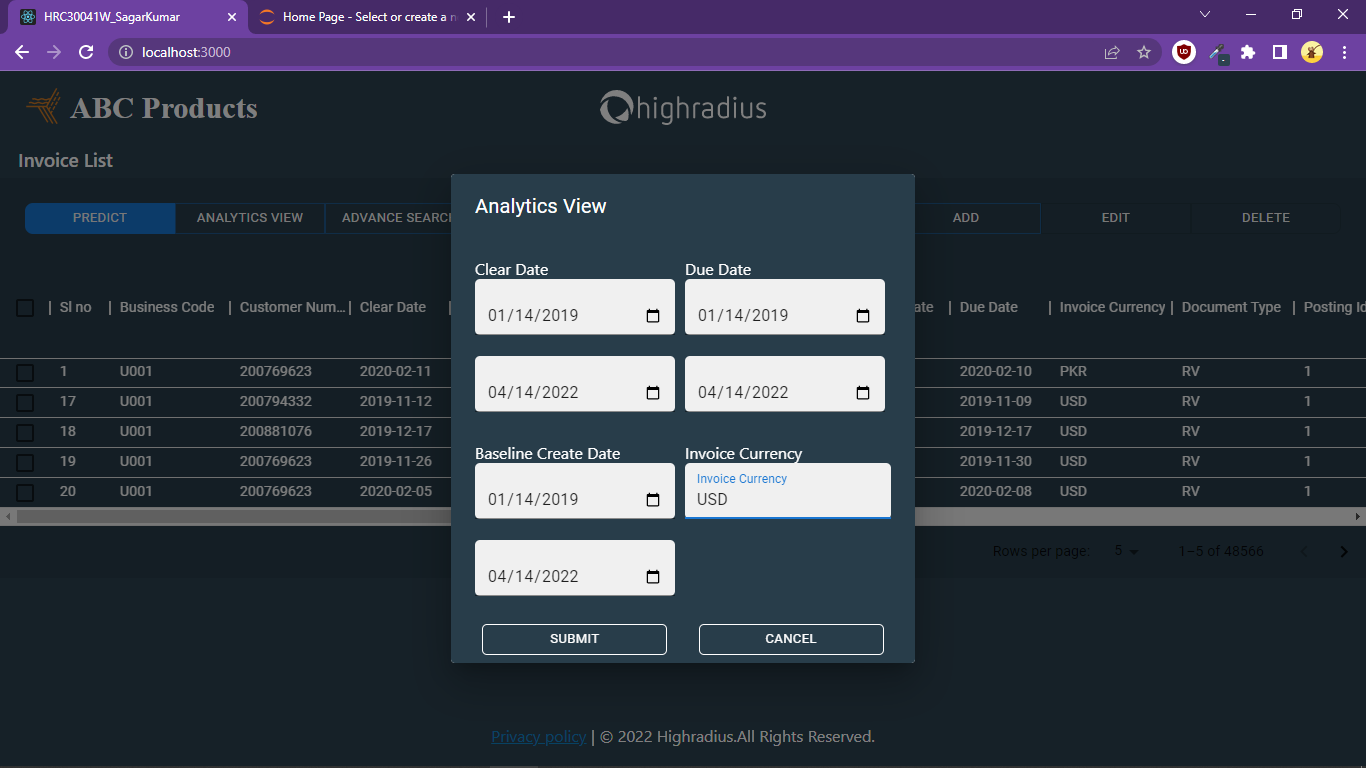 HRC30041W_SagarKumar
Home Page - Select or create a n
localhost:3000
ABC Products
highradius
Invoice List
PREDICT ANALYTICS VIEW ADVANCE SEARC ADD EDIT DELETE
Analytics View
Clear Date Due Date
01/14/2019 01/14/2019
04/14/2022 04/14/2022
Baseline Create Date Invoice Currency
01/14/2019 Invoice Currency
USD
04/14/2022
SUBMIT CANCEL
Sl no Business Code Customer Num... Clear Date ate Due Date Invoice Currency Document Type Posting Id
1 U001 200769623 2020-02-11 2020-02-10 PKR RV 1
17 U001 200794332 2019-11-12 2019-11-09 USD RV 1
18 U001 200881076 2019-12-17 2019-12-17 USD RV 1
19 U001 200769623 2019-11-26 2019-11-30 USD RV 1
20 U001 200769623 2020-02-05 2020-02-08 USD RV 1
Rows per page: 5 1–5 of 48566
Privacy policy | © 2022 Highradius.All Rights Reserved.